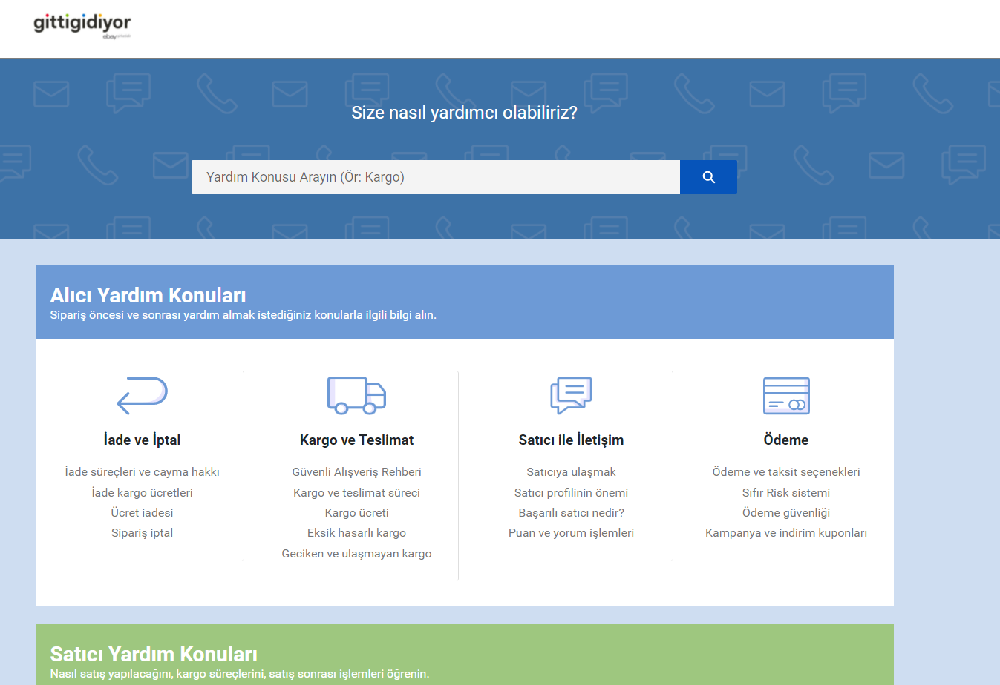 gittigidiyor
ebay
Size nasıl yardımcı olabiliriz?
Yardım Konusu Arayın (Ör: Kargo)
Alıcı Yardım Konuları
Sipariş öncesi ve sonrası yardım almak istediğiniz konularla ilgili bilgi alın.
İade ve İptal
İade süreçleri ve cayma hakkı
İade kargo ücretleri
Ücret iadesi
Sipariş iptal
Kargo ve Teslimat
Güvenli Alışveriş Rehberi
Kargo ve teslimat süreci
Kargo ücreti
Eksik hasarlı kargo
Geciken ve ulaşmayan kargo
Satıcı ile İletişim
Satıcıya ulaşmak
Satıcı profilinin önemi
Başarılı satıcı nedir?
Puan ve yorum işlemleri
Ödeme
Ödeme ve taksit seçenekleri
Sıfır Risk sistemi
Ödeme güvenliği
Kampanya ve indirim kuponları
Satıcı Yardım Konuları
Nasıl satış yapılacağını, kargo süreçlerini, satış sonrası işlemleri öğrenin.